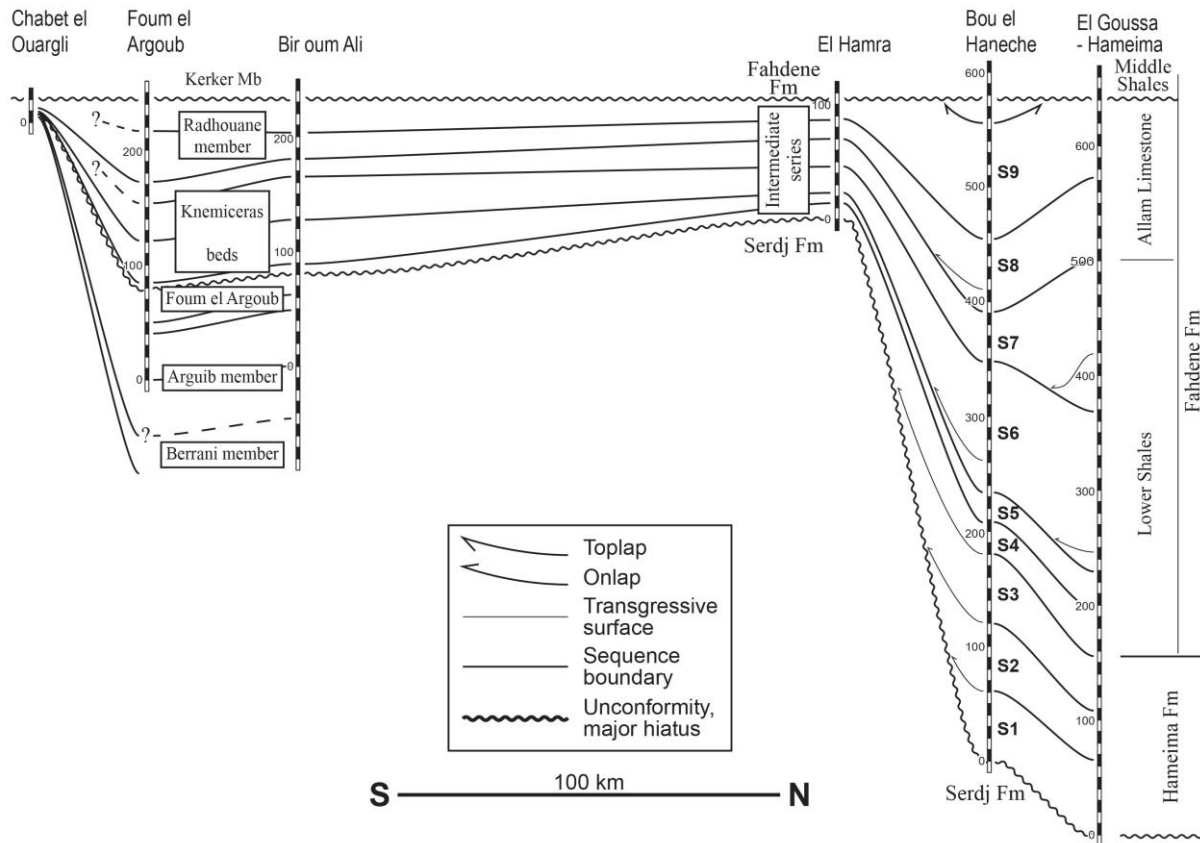 Chabet el
Ouargli
Foum el
Argoub
Bir oum Ali
El Hamra
Bou el
Haneche
El Goussa
- Hameima
Kerker Mb
Fahdene
Fm
Middle
Shales
Radhouane
member
Knemiceras
beds
Foum el Argoub
Arguib member
Berrani member
?
?
?
0
200
100
0
200
100
0
Intermediate
series
100
0
Serdj Fm
600
500
400
300
200
100
0
S9
S8
S7
S6
S5
S4
S3
S2
S1
Serdj Fm
600
500
400
300
200
100
0
Allam Limestone
Lower Shales
Fahdene Fm
Hameima Fm
Toplap
Onlap
Transgressive
surface
Sequence
boundary
Unconformity,
major hiatus
S 100 km N